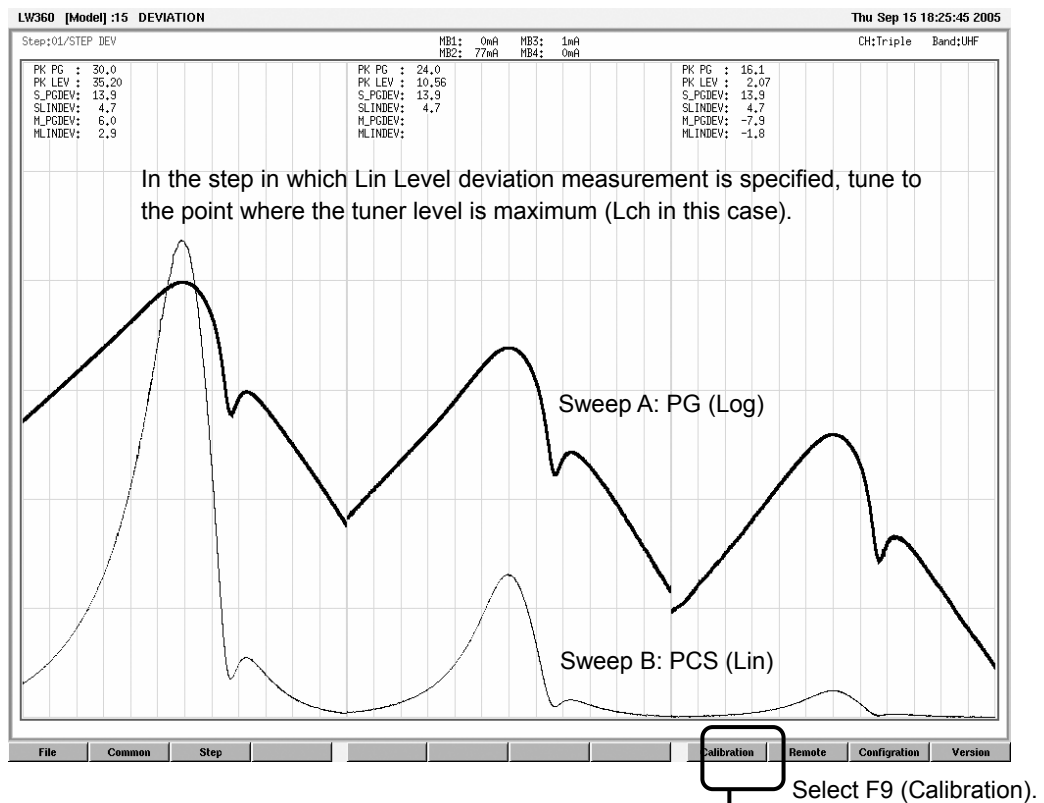 LW360 [Model] :15 DEVIATION
Thu Sep 15 18:25:45 2005
Step:01/STEP DEV
MB1: 0mA MB3: 1mA
MB2: 77mA MB4: 0mA
CH:Triple Band:UHF
PK PG : 30.0
PK LEV : 35.20
S_PGDEV: 13.9
SLINDEV: 4.7
M_PGDEV: 6.0
MLINDEV: 2.9
PK PG : 24.0
PK LEV : 10.56
S_PGDEV: 13.9
SLINDEV: 4.7
M_PGDEV:
MLINDEV:
PK PG : 16.1
PK LEV : 2.07
S_PGDEV: 13.9
SLINDEV: 4.7
M_PGDEV: -7.9
MLINDEV: -1.8
In the step in which Lin Level deviation measurement is specified, tune to
the point where the tuner level is maximum (Lch in this case).
Sweep A: PG (Log)
Sweep B: PCS (Lin)
File Common Step Calibration Remote Configration Version
Select F9 (Calibration).